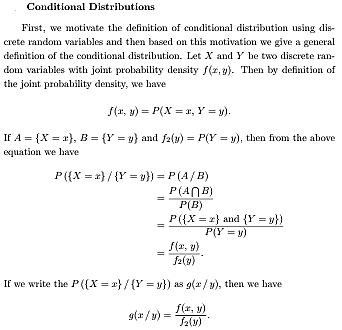 Conditional Distributions
First, we motivate the definition of conditional distribution using dis-
crete random variables and then based on this motivation we give a general
definition of the conditional distribution. Let X and Y be two discrete ran-
dom variables with joint probability density f(x, y). Then by definition of
the joint probability density, we have
f(x, y) = P(X = x, Y = y).
If A = {X = x}, B = {Y = y} and f₂(y) = P(Y = y), then from the above
equation we have
P ({X = x} / {Y = y}) = P (A / B)
= P (A ⋂ B) / P(B)
= P ({X = x} and {Y = y}) / P(Y = y)
= f(x, y) / f₂(y).
If we write the P ({X = x} / {Y = y}) as g(x / y), then we have
g(x / y) = f(x, y) / f₂(y).